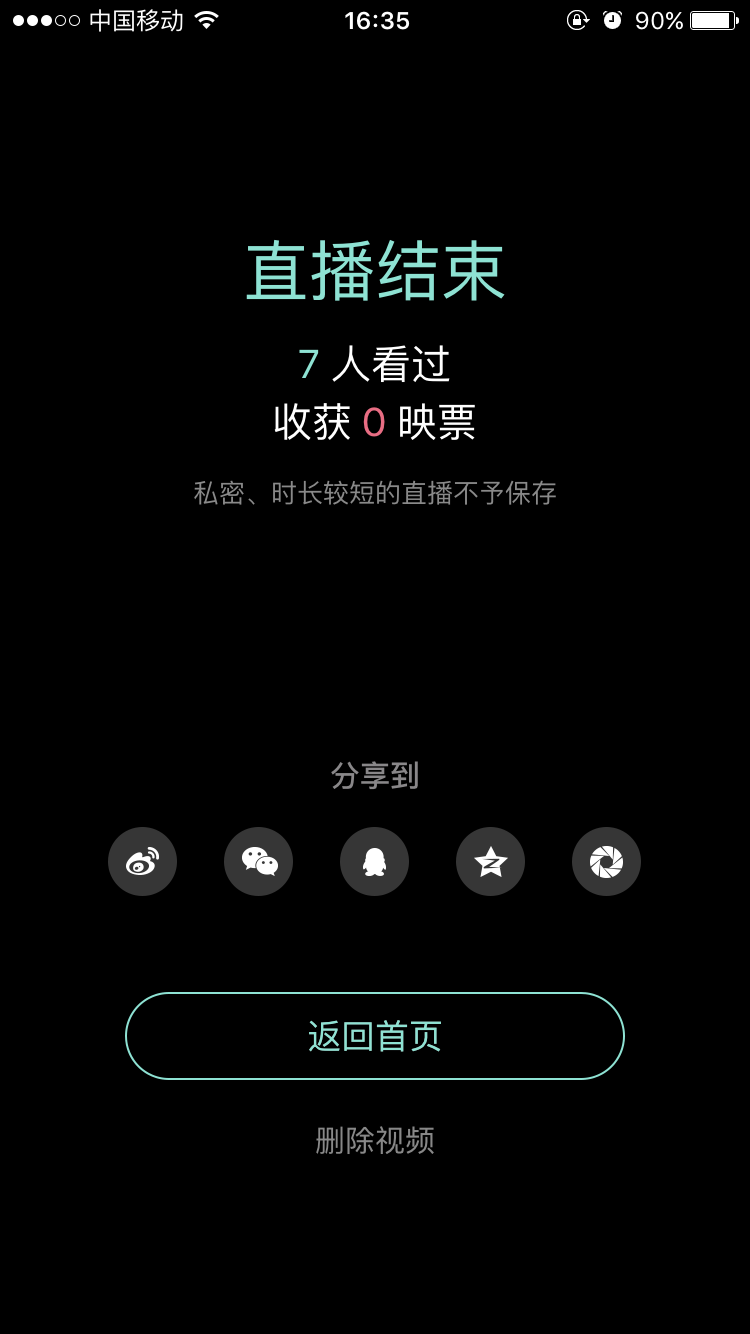 中国移动 16:35 90%
直播结束
7 人看过
收获 0 映票
私密、时长较短的直播不予保存
分享到
返回首页
删除视频